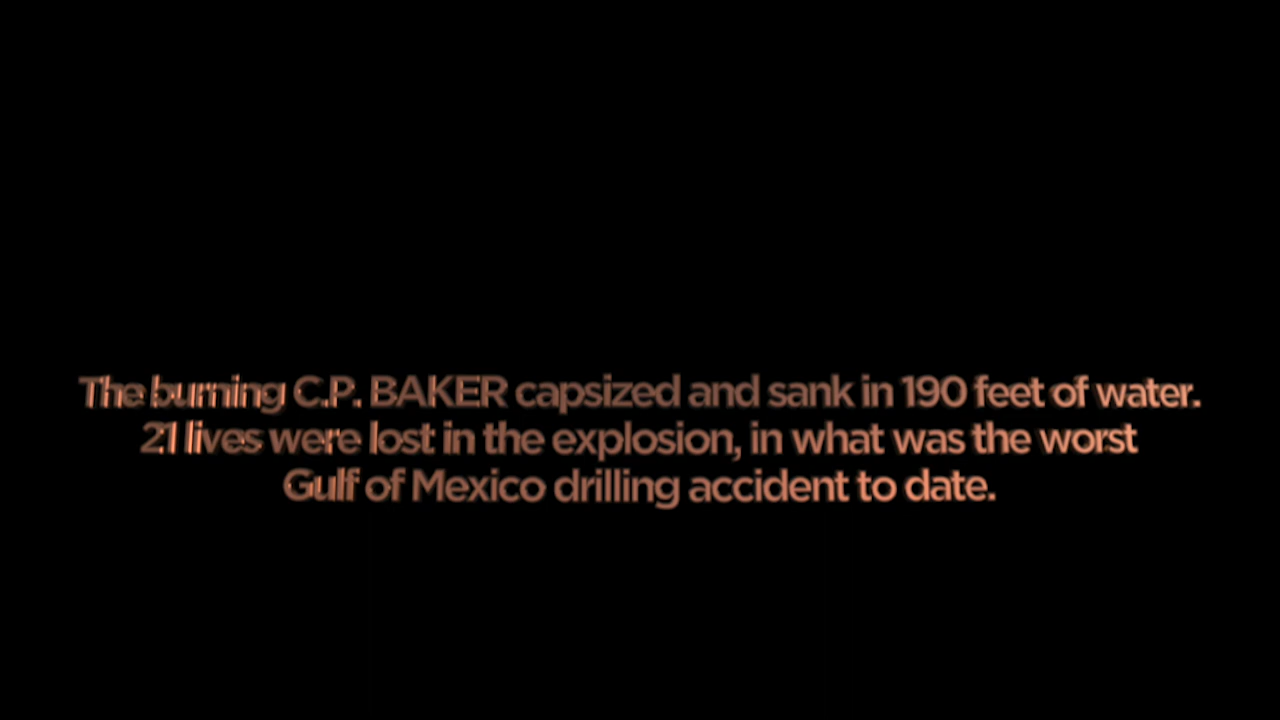 The burning C.P. BAKER capsized and sank in 190 feet of water.
21 lives were lost in the explosion, in what was the worst
Gulf of Mexico drilling accident to date.